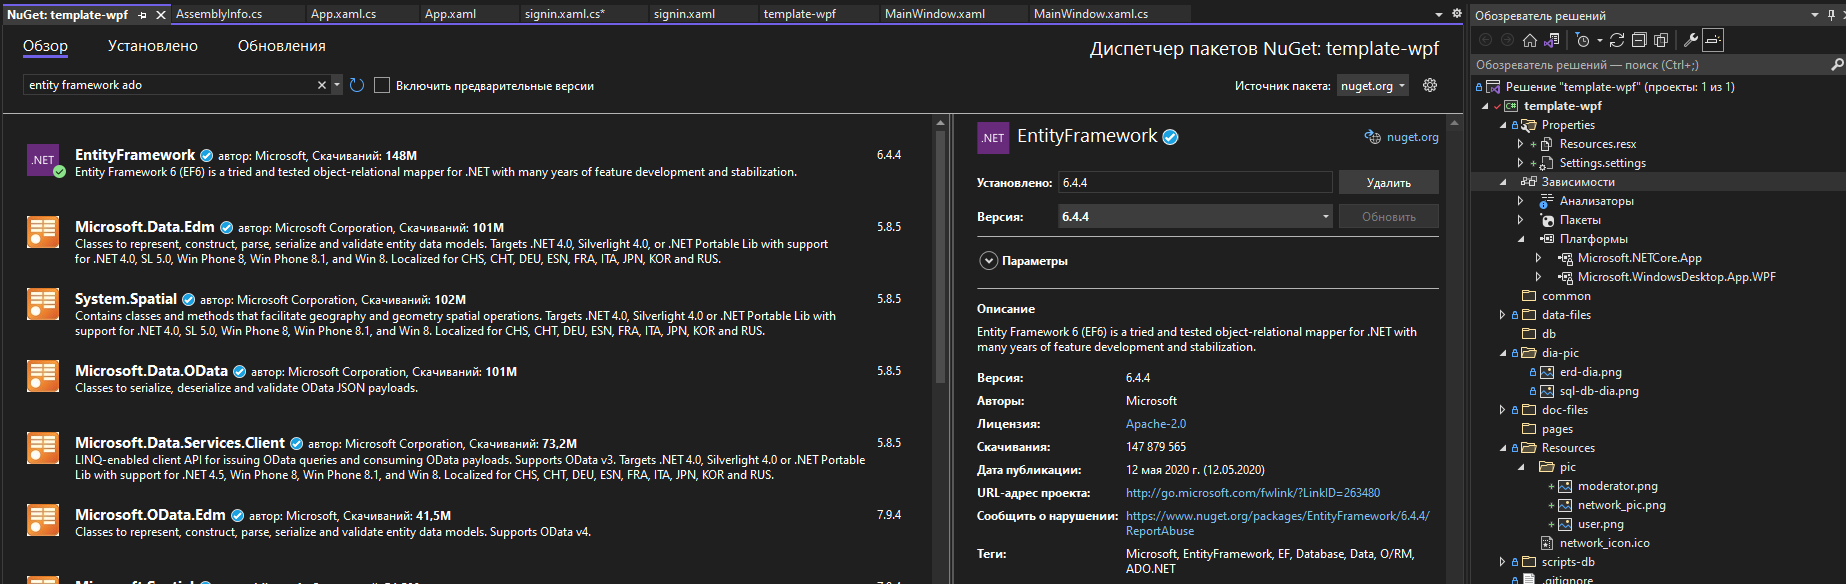 NuGet: template-wpf
AssemblyInfo.cs
App.xaml.cs
App.xaml
signin.xaml.cs*
signin.xaml
template-wpf
MainWindow.xaml
MainWindow.xaml.cs
Обзор
Установлено
Обновления
Диспетчер пакетов NuGet: template-wpf
entity framework ado
Включить предварительные версии
Источник пакета: nuget.org
EntityFramework автор: Microsoft, Скачиваний: 148M 6.4.4
.NET
Entity Framework 6 (EF6) is a tried and tested object-relational mapper for .NET with many years of feature development and stabilization.
Microsoft.Data.Edm автор: Microsoft Corporation, Скачиваний: 101M 5.8.5
Classes to represent, construct, parse, serialize and validate entity data models. Targets .NET 4.0, Silverlight 4.0, or .NET Portable Lib with support
for .NET 4.0, SL 5.0, Win Phone 8, Win Phone 8.1, and Win 8. Localized for CHS, CHT, DEU, ESN, FRA, ITA, JPN, KOR and RUS.
System.Spatial автор: Microsoft Corporation, Скачиваний: 102M 5.8.5
Contains classes and methods that facilitate geography and geometry spatial operations. Targets .NET 4.0, Silverlight 4.0 or .NET Portable Lib with
support for .NET 4.0, SL 5.0, Win Phone 8, Win Phone 8.1, and Win 8. Localized for CHS, CHT, DEU, ESN, FRA, ITA, JPN, KOR and RUS.
Microsoft.Data.OData автор: Microsoft Corporation, Скачиваний: 101M 5.8.5
Classes to serialize, deserialize and validate OData JSON payloads.
Microsoft.Data.Services.Client автор: Microsoft Corporation, Скачиваний: 73,2M 5.8.5
LINQ-enabled client API for issuing OData queries and consuming OData payloads. Supports OData v3. Targets .NET 4.0, Silverlight 4.0 or .NET Portable
Lib with support for .NET 4.5, Win Phone 8, Win Phone 8.1, and Win 8. Localized for CHS, CHT, DEU, ESN, FRA, ITA, JPN, KOR and RUS.
Microsoft.OData.Edm автор: Microsoft, Скачиваний: 41,5M 7.9.4
Classes to represent, construct, parse, serialize and validate entity data models. Supports OData v4.
.NET EntityFramework
nuget.org
Установлено: 6.4.4 Удалить
Версия: 6.4.4 Обновить
Параметры
Описание
Entity Framework 6 (EF6) is a tried and tested object-relational mapper for .NET with
many years of feature development and stabilization.
Версия: 6.4.4
Авторы: Microsoft
Лицензия: Apache-2.0
Скачивания: 147 879 565
Дата публикации: 12 мая 2020 г. (12.05.2020)
URL-адрес проекта: http://go.microsoft.com/fwlink/?LinkID=263480
Сообщить о нарушении: https://www.nuget.org/packages/EntityFramework/6.4.4/
ReportAbuse
Теги: Microsoft, EntityFramework, EF, Database, Data, O/RM,
ADO.NET
Обозреватель решений
Обозреватель решений — поиск (Ctrl+;)
Решение "template-wpf" (проекты: 1 из 1)
C# template-wpf
Properties
Resources.resx
Settings.settings
Зависимости
Анализаторы
Пакеты
Платформы
Microsoft.NETCore.App
Microsoft.WindowsDesktop.App.WPF
common
data-files
db
dia-pic
erd-dia.png
sql-db-dia.png
doc-files
pages
Resources
pic
moderator.png
network_pic.png
user.png
network_icon.ico
scripts-db
.gitignore